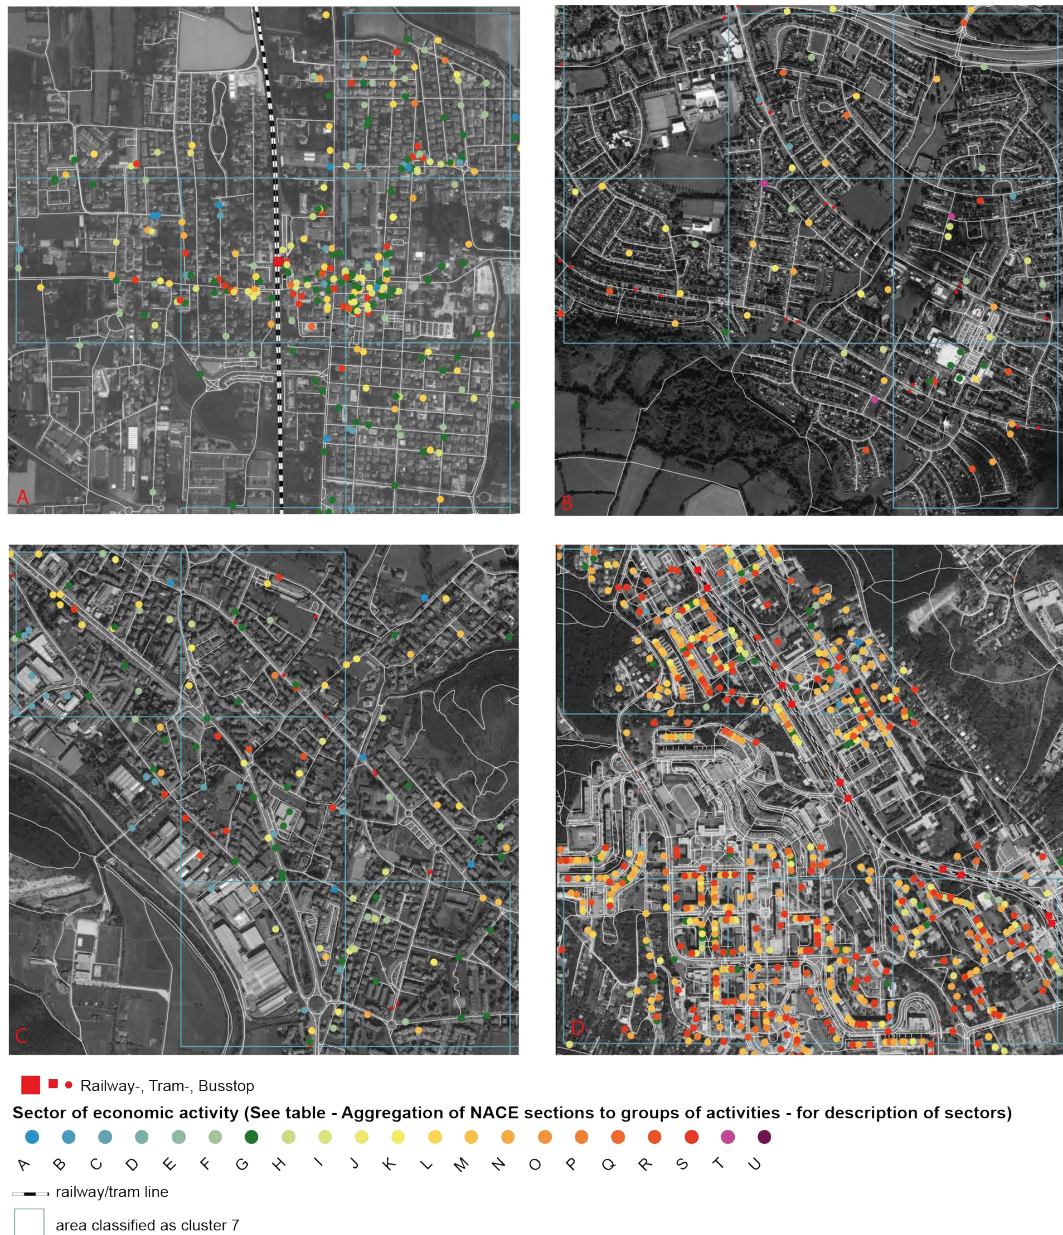 A
B
C
D
Railway-, Tram-, Busstop
Sector of economic activity (See table - Aggregation of NACE sections to groups of activities - for description of sectors)
A B C D E F G H I J K L M N O P Q R S T U
railway/tram line
area classified as cluster 7